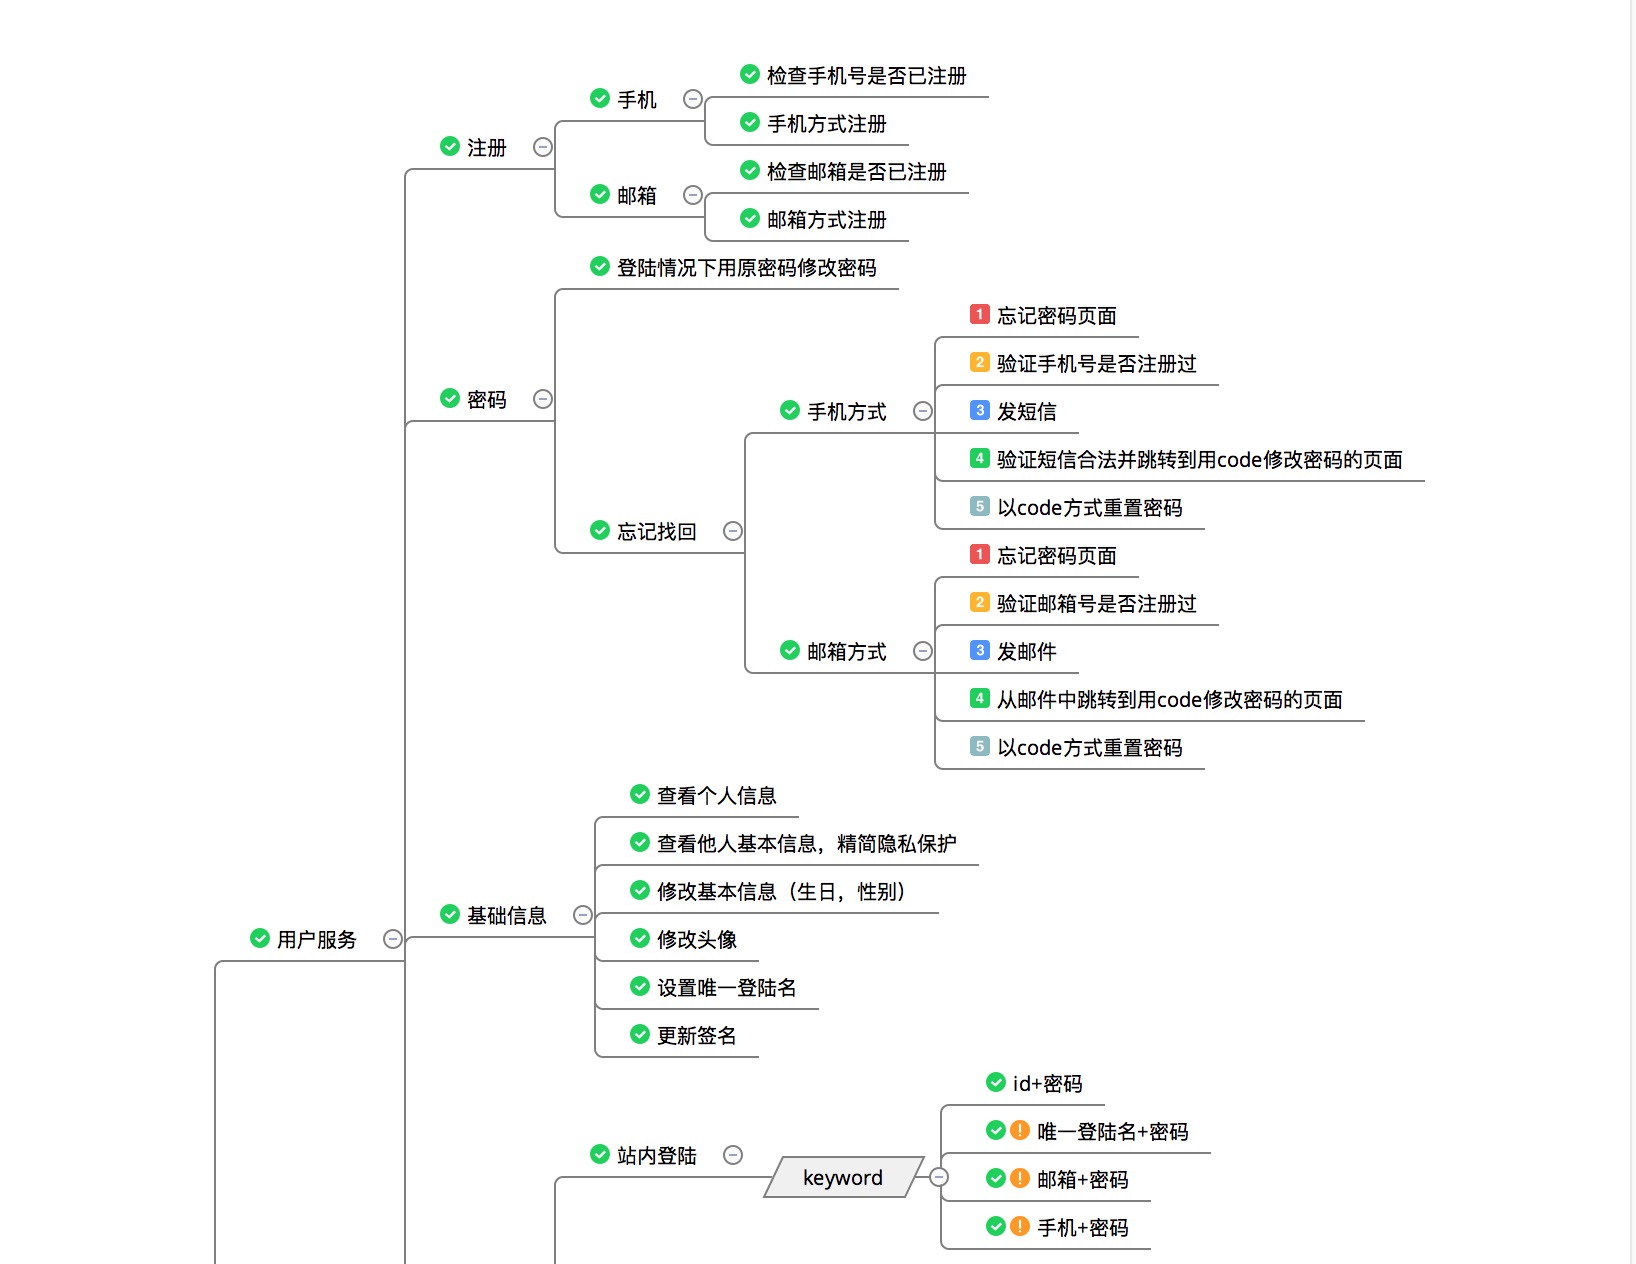 检查手机号是否已注册
手机
手机方式注册
注册
检查邮箱是否已注册
邮箱
邮箱方式注册
登陆情况下用原密码修改密码
1 忘记密码页面
2 验证手机号是否注册过
密码
手机方式
3 发短信
4 验证短信合法并跳转到用code修改密码的页面
5 以code方式重置密码
忘记找回
1 忘记密码页面
2 验证邮箱号是否注册过
邮箱方式
3 发邮件
4 从邮件中跳转到用code修改密码的页面
5 以code方式重置密码
查看个人信息
查看他人基本信息，精简隐私保护
修改基本信息（生日，性别）
基础信息
用户服务
修改头像
设置唯一登陆名
更新签名
id+密码
唯一登陆名+密码
站内登陆
keyword
邮箱+密码
手机+密码